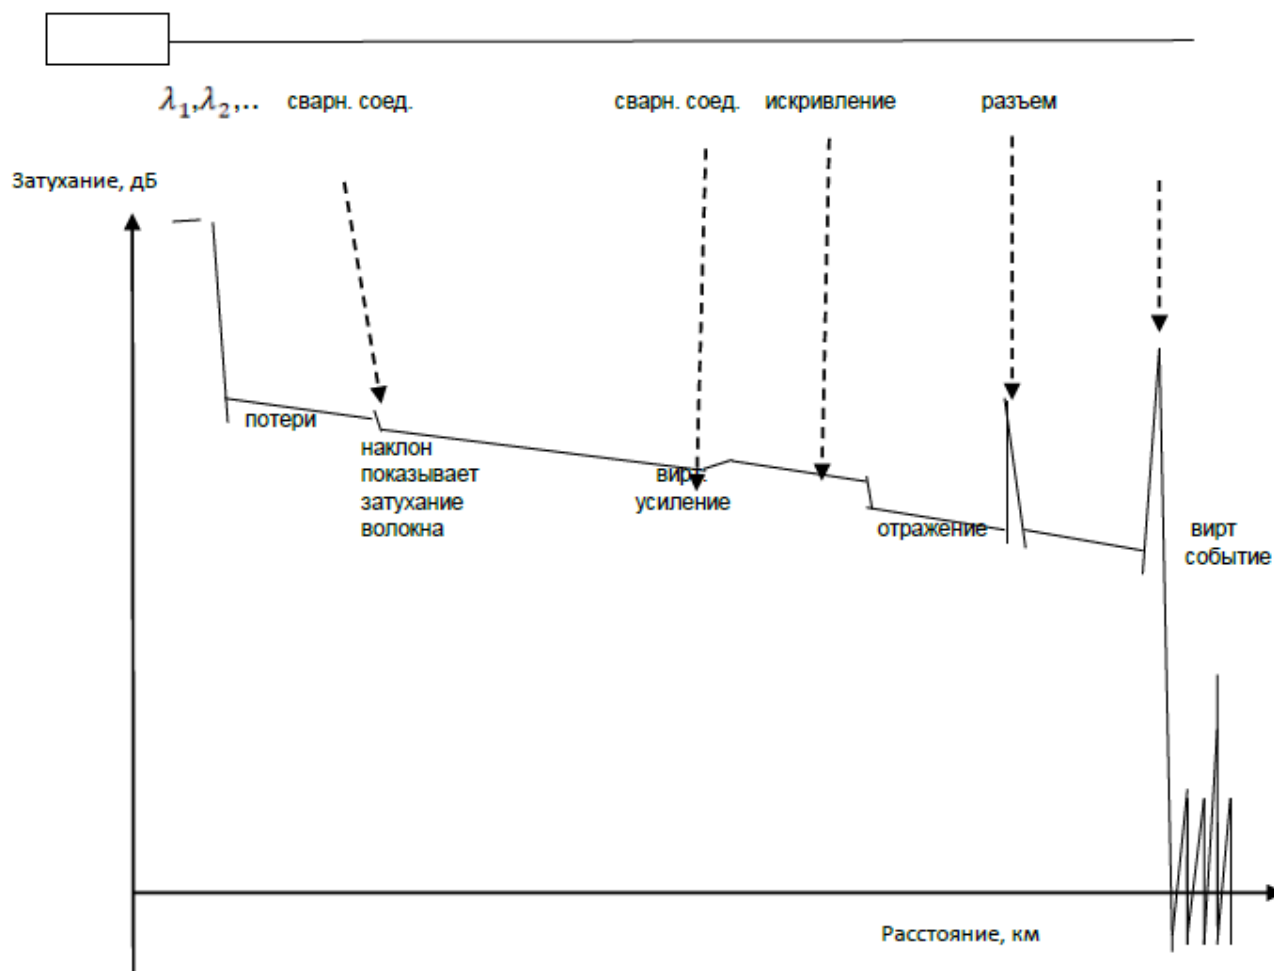 λ₁,λ₂,.. сварн. соед. сварн. соед. искривление разъем
Затухание, дБ
потери
наклон
показывает
затухание
волокна
вирт.
усиление
отражение
вирт
событие
Расстояние, км